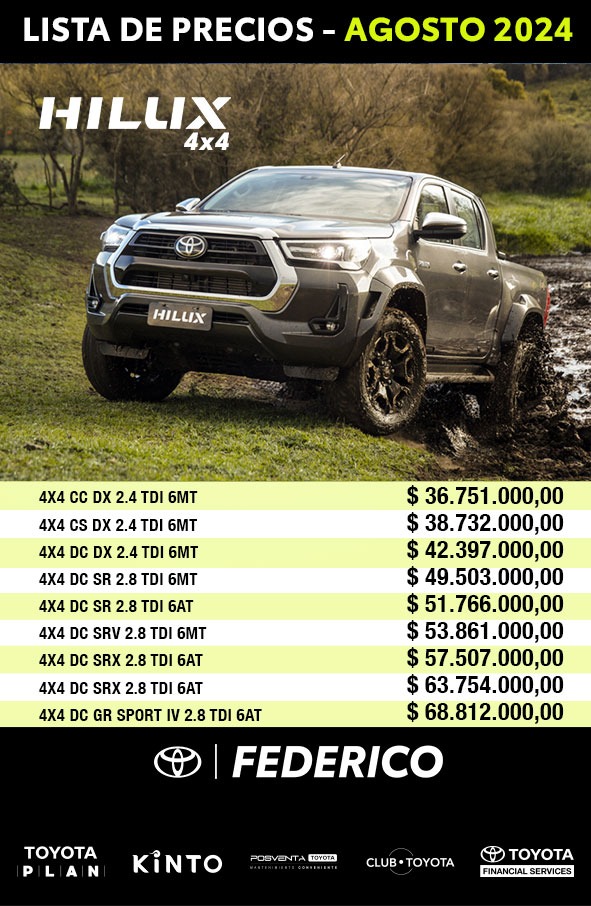 LISTA DE PRECIOS - AGOSTO 2024
HILUX
4x4
HILUX
4X4 CC DX 2.4 TDI 6MT $ 36.751.000,00
4X4 CS DX 2.4 TDI 6MT $ 38.732.000,00
4X4 DC DX 2.4 TDI 6MT $ 42.397.000,00
4X4 DC SR 2.8 TDI 6MT $ 49.503.000,00
4X4 DC SR 2.8 TDI 6AT $ 51.766.000,00
4X4 DC SRV 2.8 TDI 6MT $ 53.861.000,00
4X4 DC SRX 2.8 TDI 6AT $ 57.507.000,00
4X4 DC SRX 2.8 TDI 6AT $ 63.754.000,00
4X4 DC GR SPORT IV 2.8 TDI 6AT $ 68.812.000,00
FEDERICO
TOYOTA
PLAN
KINTO
POSVENTA TOYOTA
MANTENIMIENTO CONVENIENTE
CLUB•TOYOTA
TOYOTA
FINANCIAL SERVICES